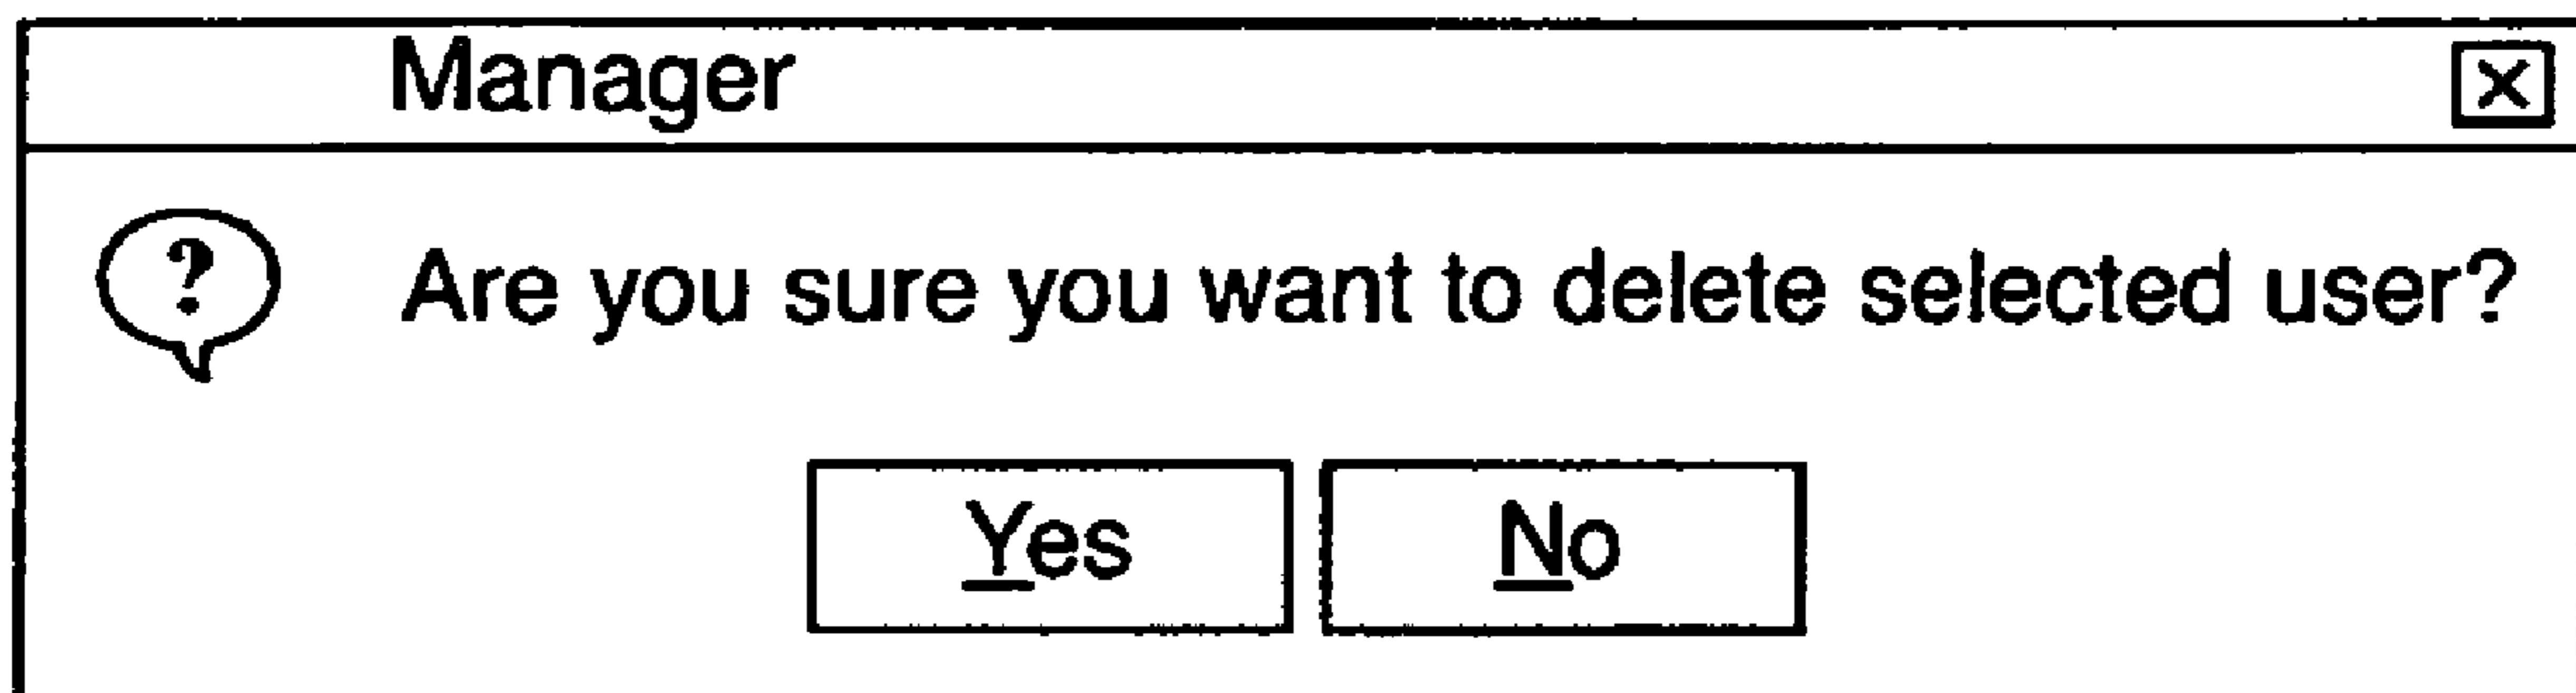 Manager
? Are you sure you want to delete selected user?
Yes No